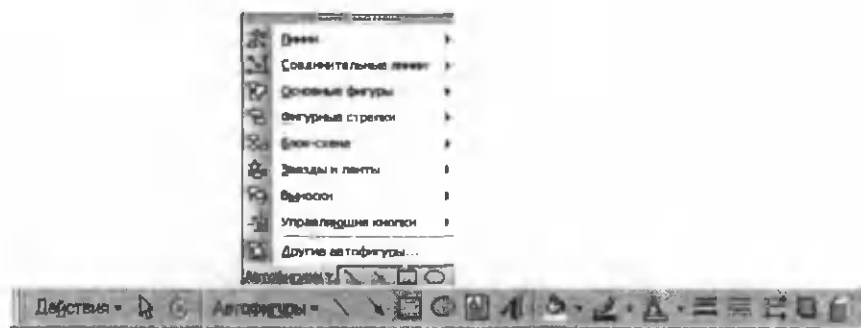 Линии
Соединительные линии
Основные фигуры
Фигурные стрелки
Блок-схема
Звезды и ленты
Выноски
Управляющие кнопки
Другие автофигуры...
Автофигуры
Действия Автофигуры